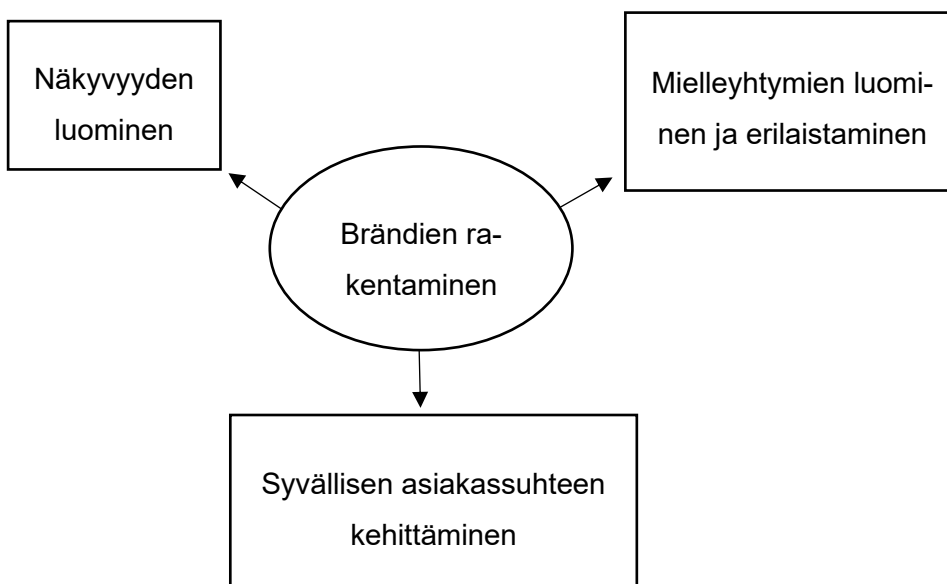 Näkyvyyden
luominen
Mielleyhtymien luomi-
nen ja erilaistaminen
Brändien ra-
kentaminen
Syvällisen asiakassuhteen
kehittäminen